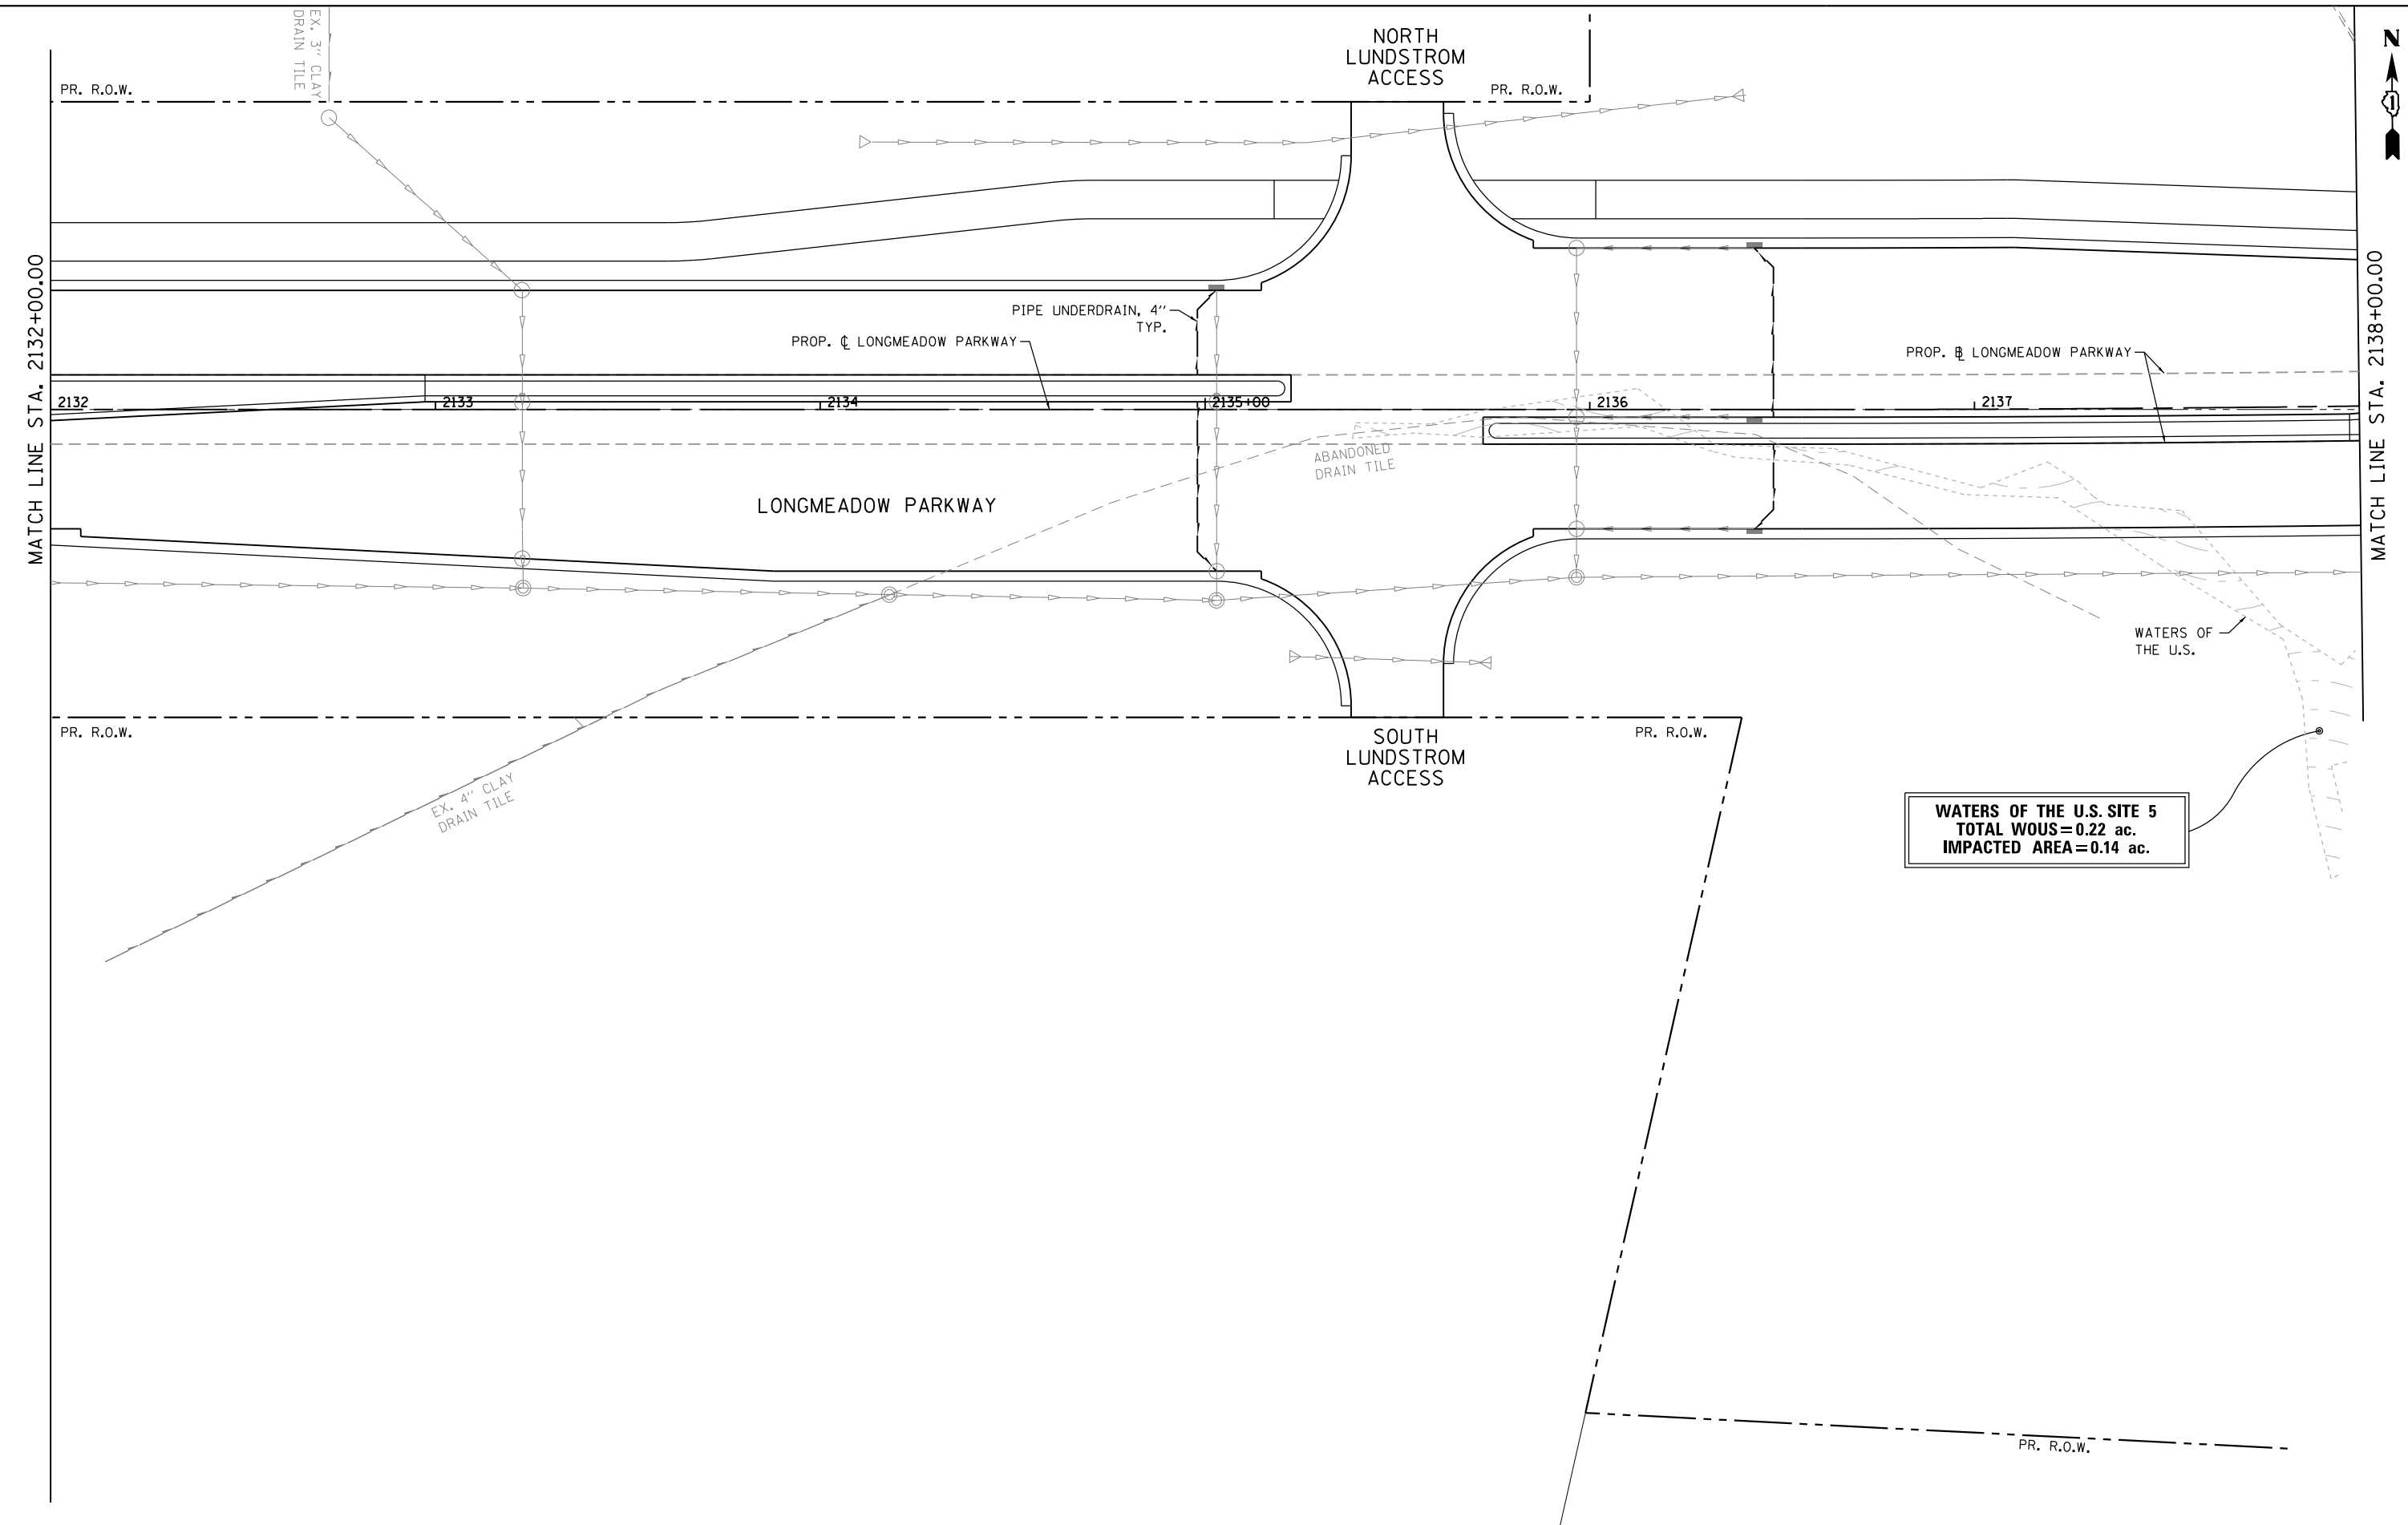 EX. 3" CLAY
DRAIN TILE
NORTH
LUNDSTROM
ACCESS
N
1
PR. R.O.W.
PR. R.O.W.
MATCH LINE STA. 2132+00.00
MATCH LINE STA. 2138+00.00
PIPE UNDERDRAIN, 4"
TYP.
PROP. ℄ LONGMEADOW PARKWAY
PROP. B LONGMEADOW PARKWAY
2132
2133
2134
2135+00
2136
2137
ABANDONED
DRAIN TILE
LONGMEADOW PARKWAY
WATERS OF
THE U.S.
PR. R.O.W.
SOUTH
LUNDSTROM
ACCESS
PR. R.O.W.
EX. 4" CLAY
DRAIN TILE
WATERS OF THE U.S. SITE 5
TOTAL WOUS=0.22 ac.
IMPACTED AREA=0.14 ac.
PR. R.O.W.